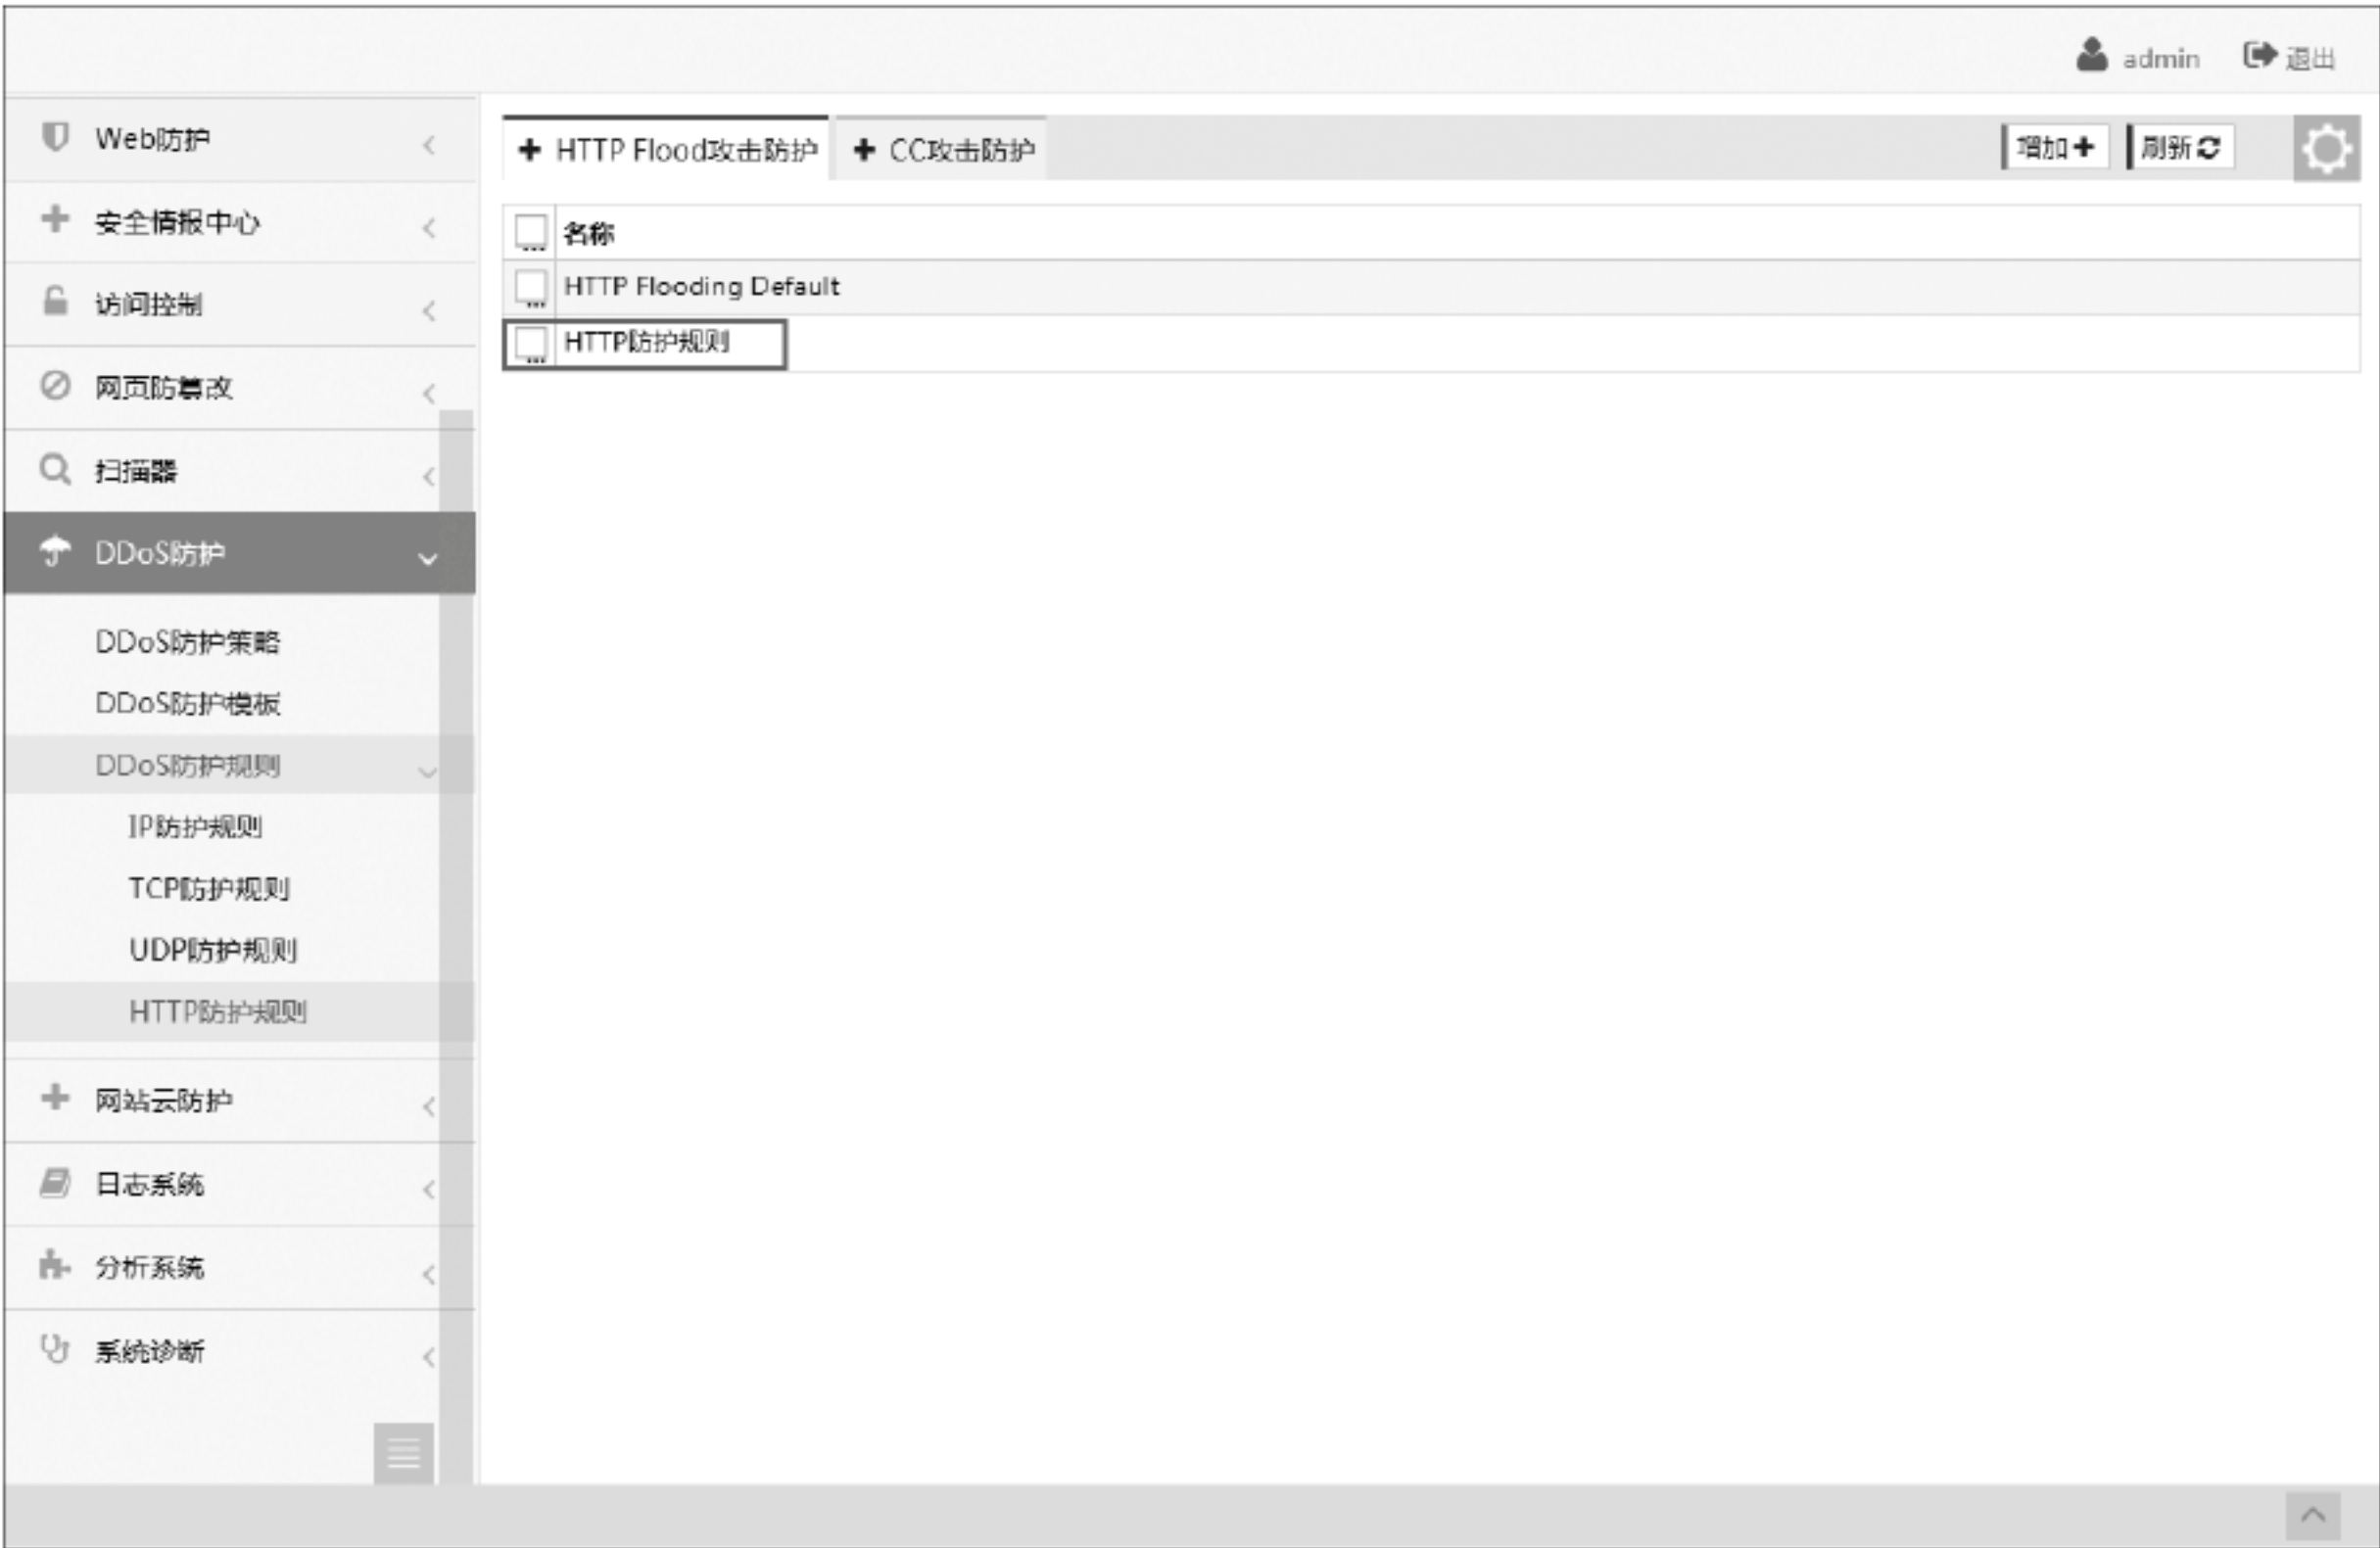 admin 退出
Web防护
安全情报中心
访问控制
网页防篡改
扫描器
DDoS防护
DDoS防护策略
DDoS防护模板
DDoS防护规则
IP防护规则
TCP防护规则
UDP防护规则
HTTP防护规则
网站云防护
日志系统
分析系统
系统诊断
HTTP Flood攻击防护 CC攻击防护 增加 刷新
名称
HTTP Flooding Default
HTTP防护规则